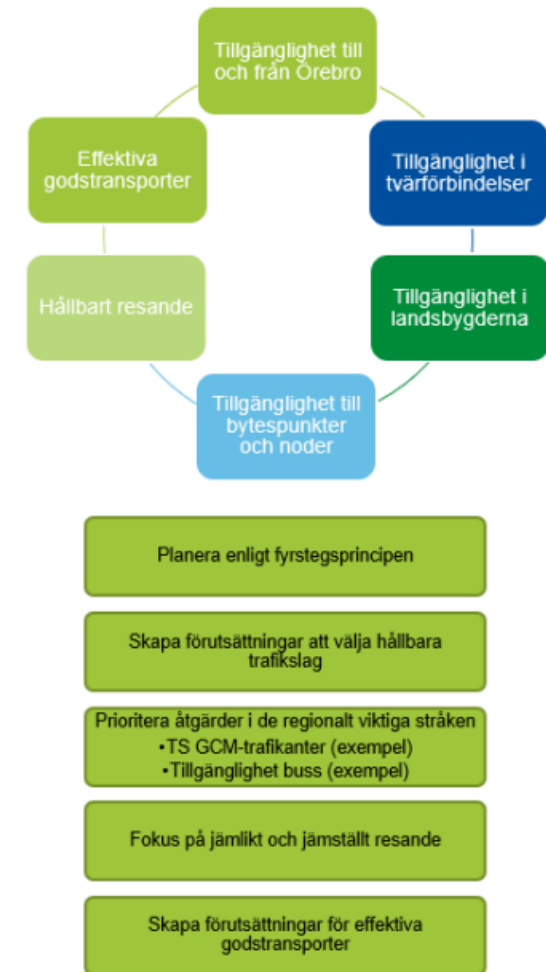 Tillgänglighet till
och från Örebro
Tillgänglighet i
tvärförbindelser
Tillgänglighet i
landsbygderna
Tillgänglighet till
bytespunkter
och noder
Hållbart resande
Effektiva
godstransporter
Planera enligt fyrstegsprincipen
Skapa förutsättningar att välja hållbara
trafikslag
Prioritera åtgärder i de regionalt viktiga stråken
•TS GCM-trafikanter (exempel)
•Tillgänglighet buss (exempel)
Fokus på jämlikt och jämställt resande
Skapa förutsättningar för effektiva
godstransporter